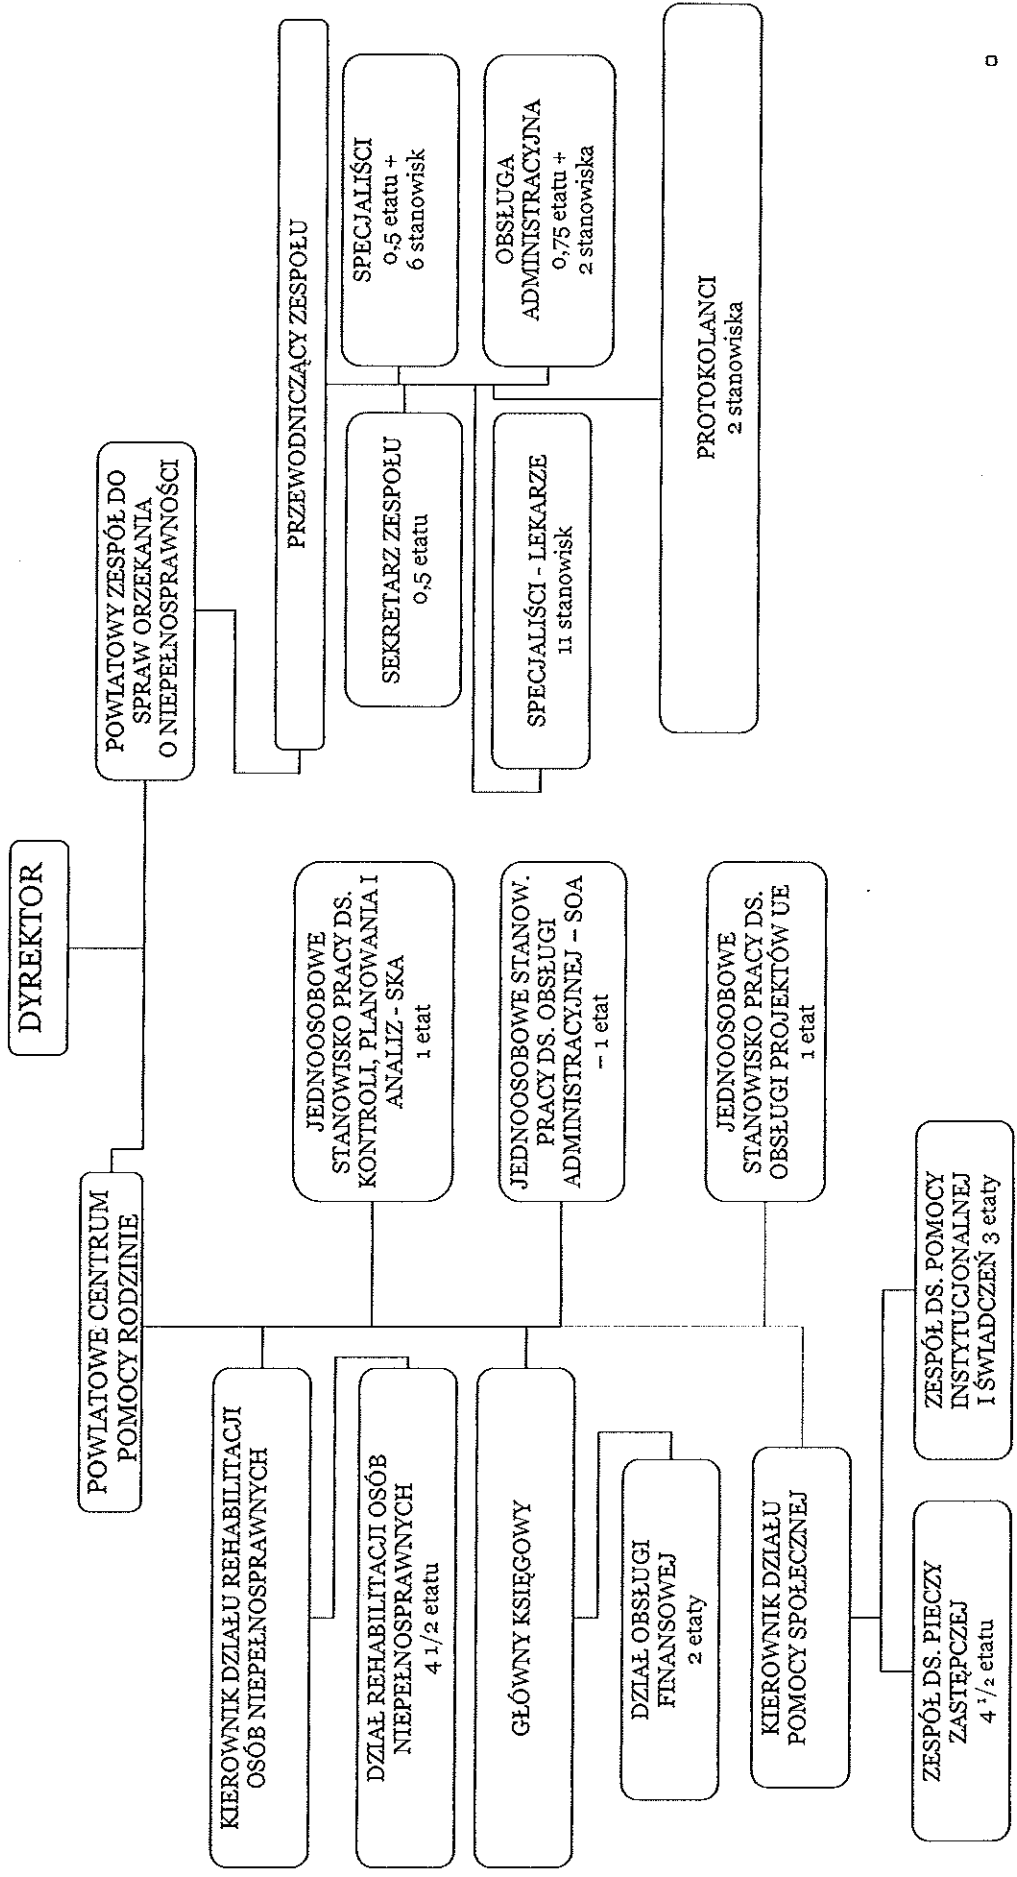 DYREKTOR
POWIATOWE CENTRUM
POMOCY RODZINIE
POWIATOWY ZESPÓŁ DO
SPRAW ORZEKANIA
O NIEPEŁNOSPRAWNOŚCI
KIEROWNIK DZIAŁU REHABILITACJI
OSÓB NIEPEŁNOSPRAWNYCH
DZIAŁ REHABILITACJI OSÓB
NIEPEŁNOSPRAWNYCH
4 1/2 etatu
GŁÓWNY KSIĘGOWY
DZIAŁ OBSŁUGI
FINANSOWEJ
2 etaty
KIEROWNIK DZIAŁU
POMOCY SPOŁECZNEJ
ZESPÓŁ DS. PIECZY
ZASTĘPCZEJ
4 1/2 etatu
ZESPÓŁ DS. POMOCY
INSTYTUCJONALNEJ
I ŚWIADCZEŃ 3 etaty
JEDNOOSOBOWE
STANOWISKO PRACY DS.
KONTROLI, PLANOWANIA I
ANALIZ - SKA
1 etat
JEDNOOSOBOWE STANOW.
PRACY DS. OBSŁUGI
ADMINISTRACYJNEJ – SOA
– 1 etat
JEDNOOSOBOWE
STANOWISKO PRACY DS.
OBSŁUGI PROJEKTÓW UE
1 etat
PRZEWODNICZĄCY ZESPOŁU
SEKRETARZ ZESPOŁU
0,5 etatu
SPECJALIŚCI
0,5 etatu +
6 stanowisk
SPECJALIŚCI - LEKARZE
11 stanowisk
OBSŁUGA
ADMINISTRACYJNA
0,75 etatu +
2 stanowiska
PROTOKOLANCI
2 stanowiska